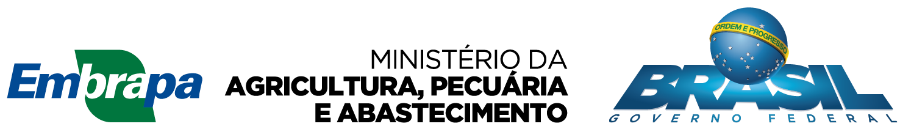 Embrapa
MINISTÉRIO DA
AGRICULTURA, PECUÁRIA
E ABASTECIMENTO
ORDEM E PROGRESSO
BRASIL
GOVERNO FEDERAL